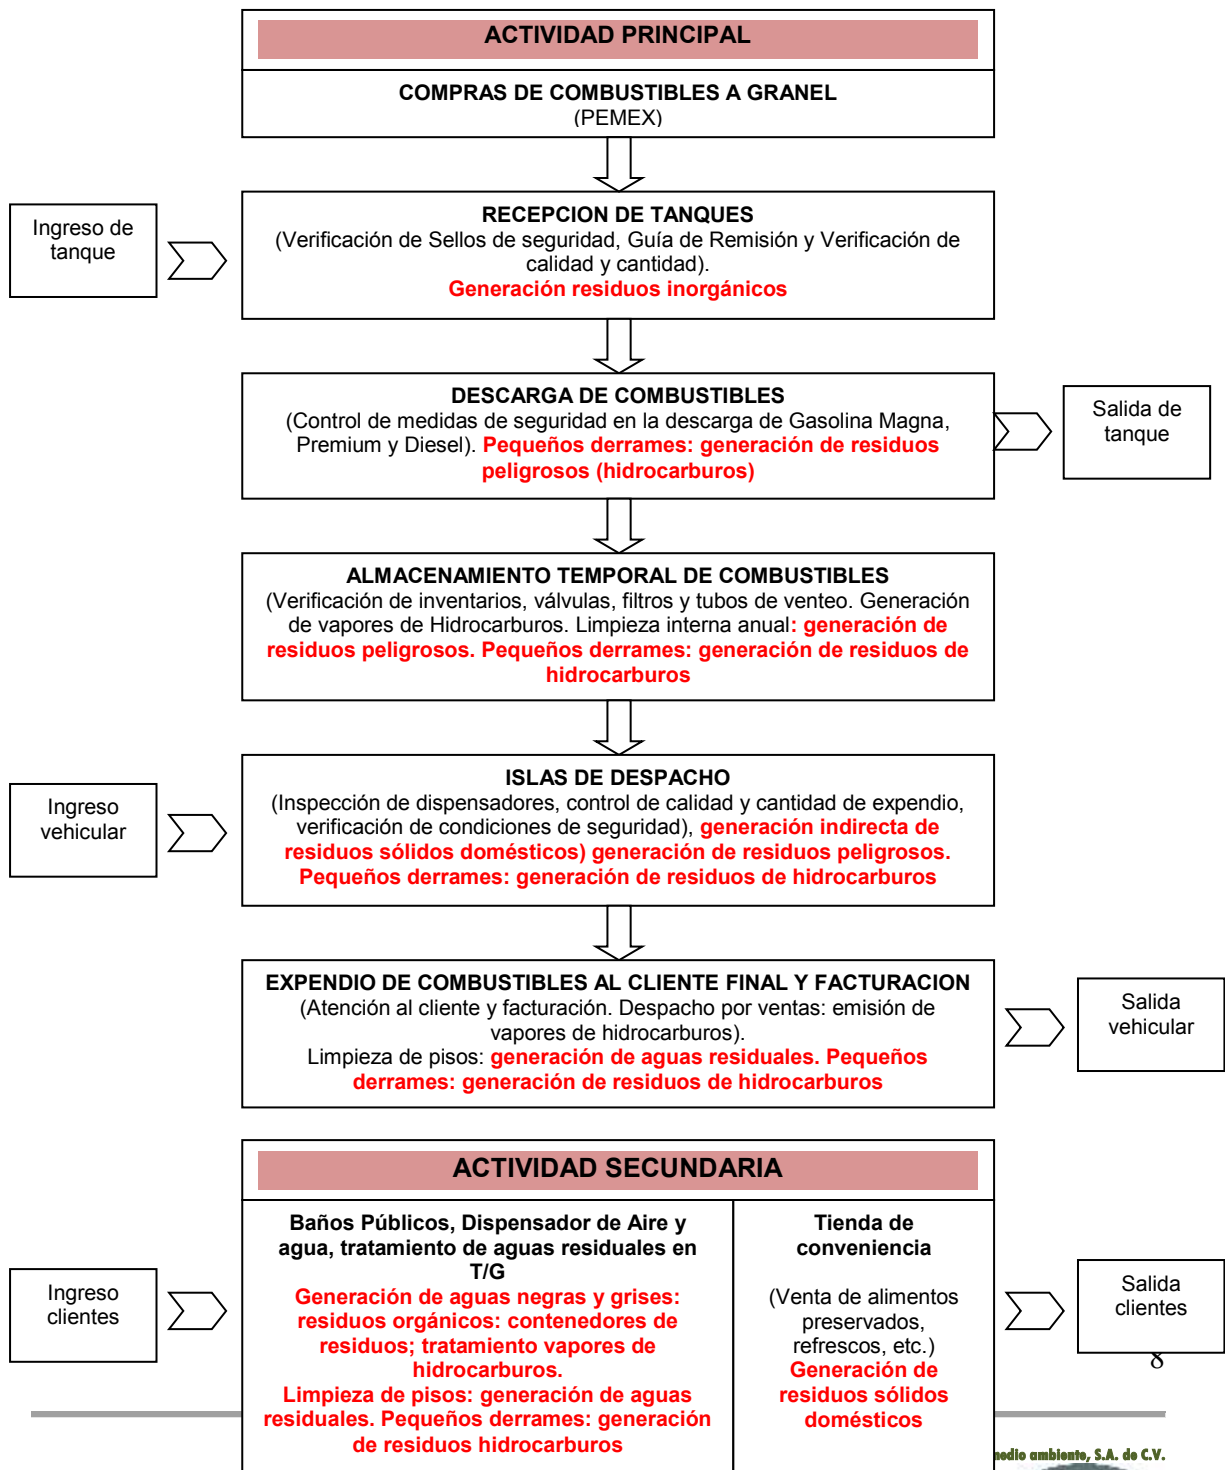 ACTIVIDAD PRINCIPAL
COMPRAS DE COMBUSTIBLES A GRANEL
(PEMEX)
Ingreso de
tanque
RECEPCION DE TANQUES
(Verificación de Sellos de seguridad, Guía de Remisión y Verificación de
calidad y cantidad).
Generación residuos inorgánicos
DESCARGA DE COMBUSTIBLES
(Control de medidas de seguridad en la descarga de Gasolina Magna,
Premium y Diesel). Pequeños derrames: generación de residuos
peligrosos (hidrocarburos)
Salida de
tanque
ALMACENAMIENTO TEMPORAL DE COMBUSTIBLES
(Verificación de inventarios, válvulas, filtros y tubos de venteo. Generación
de vapores de Hidrocarburos. Limpieza interna anual: generación de
residuos peligrosos. Pequeños derrames: generación de residuos de
hidrocarburos
Ingreso
vehicular
ISLAS DE DESPACHO
(Inspección de dispensadores, control de calidad y cantidad de expendio,
verificación de condiciones de seguridad), generación indirecta de
residuos sólidos domésticos) generación de residuos peligrosos.
Pequeños derrames: generación de residuos de hidrocarburos
EXPENDIO DE COMBUSTIBLES AL CLIENTE FINAL Y FACTURACION
(Atención al cliente y facturación. Despacho por ventas: emisión de
vapores de hidrocarburos).
Limpieza de pisos: generación de aguas residuales. Pequeños
derrames: generación de residuos de hidrocarburos
Salida
vehicular
ACTIVIDAD SECUNDARIA
Ingreso
clientes
Baños Públicos, Dispensador de Aire y
agua, tratamiento de aguas residuales en
T/G
Generación de aguas negras y grises:
residuos orgánicos: contenedores de
residuos; tratamiento vapores de
hidrocarburos.
Limpieza de pisos: generación de aguas
residuales. Pequeños derrames: generación
de residuos hidrocarburos
Tienda de
conveniencia
(Venta de alimentos
preservados,
refrescos, etc.)
Generación de
residuos sólidos
domésticos
Salida
clientes
8
medio ambiente, S.A. de C.V.